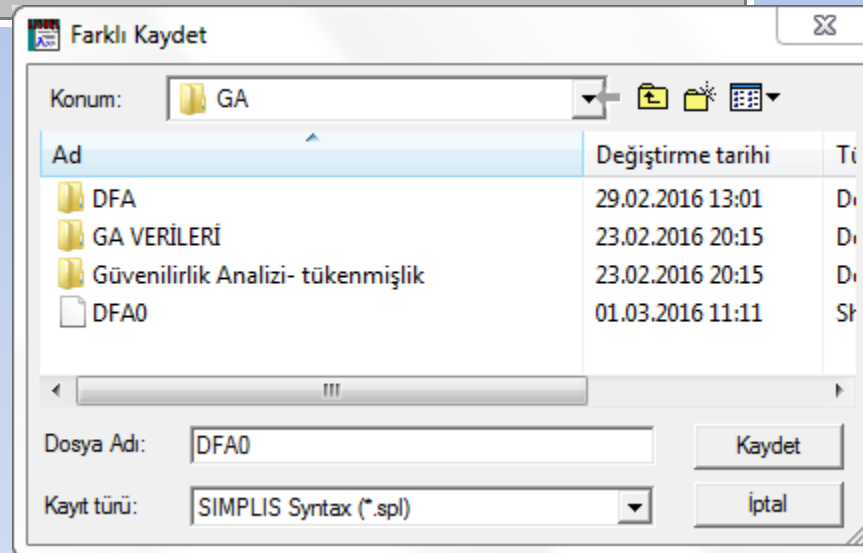 Farklı Kaydet
Konum: GA
Ad Değiştirme tarihi
DFA 29.02.2016 13:01
GA VERİLERİ 23.02.2016 20:15
Güvenilirlik Analizi- tükenmişlik 23.02.2016 20:15
DFA0 01.03.2016 11:11
Dosya Adı: DFA0 Kaydet
Kayıt türü: SIMPLIS Syntax (*.spl) İptal